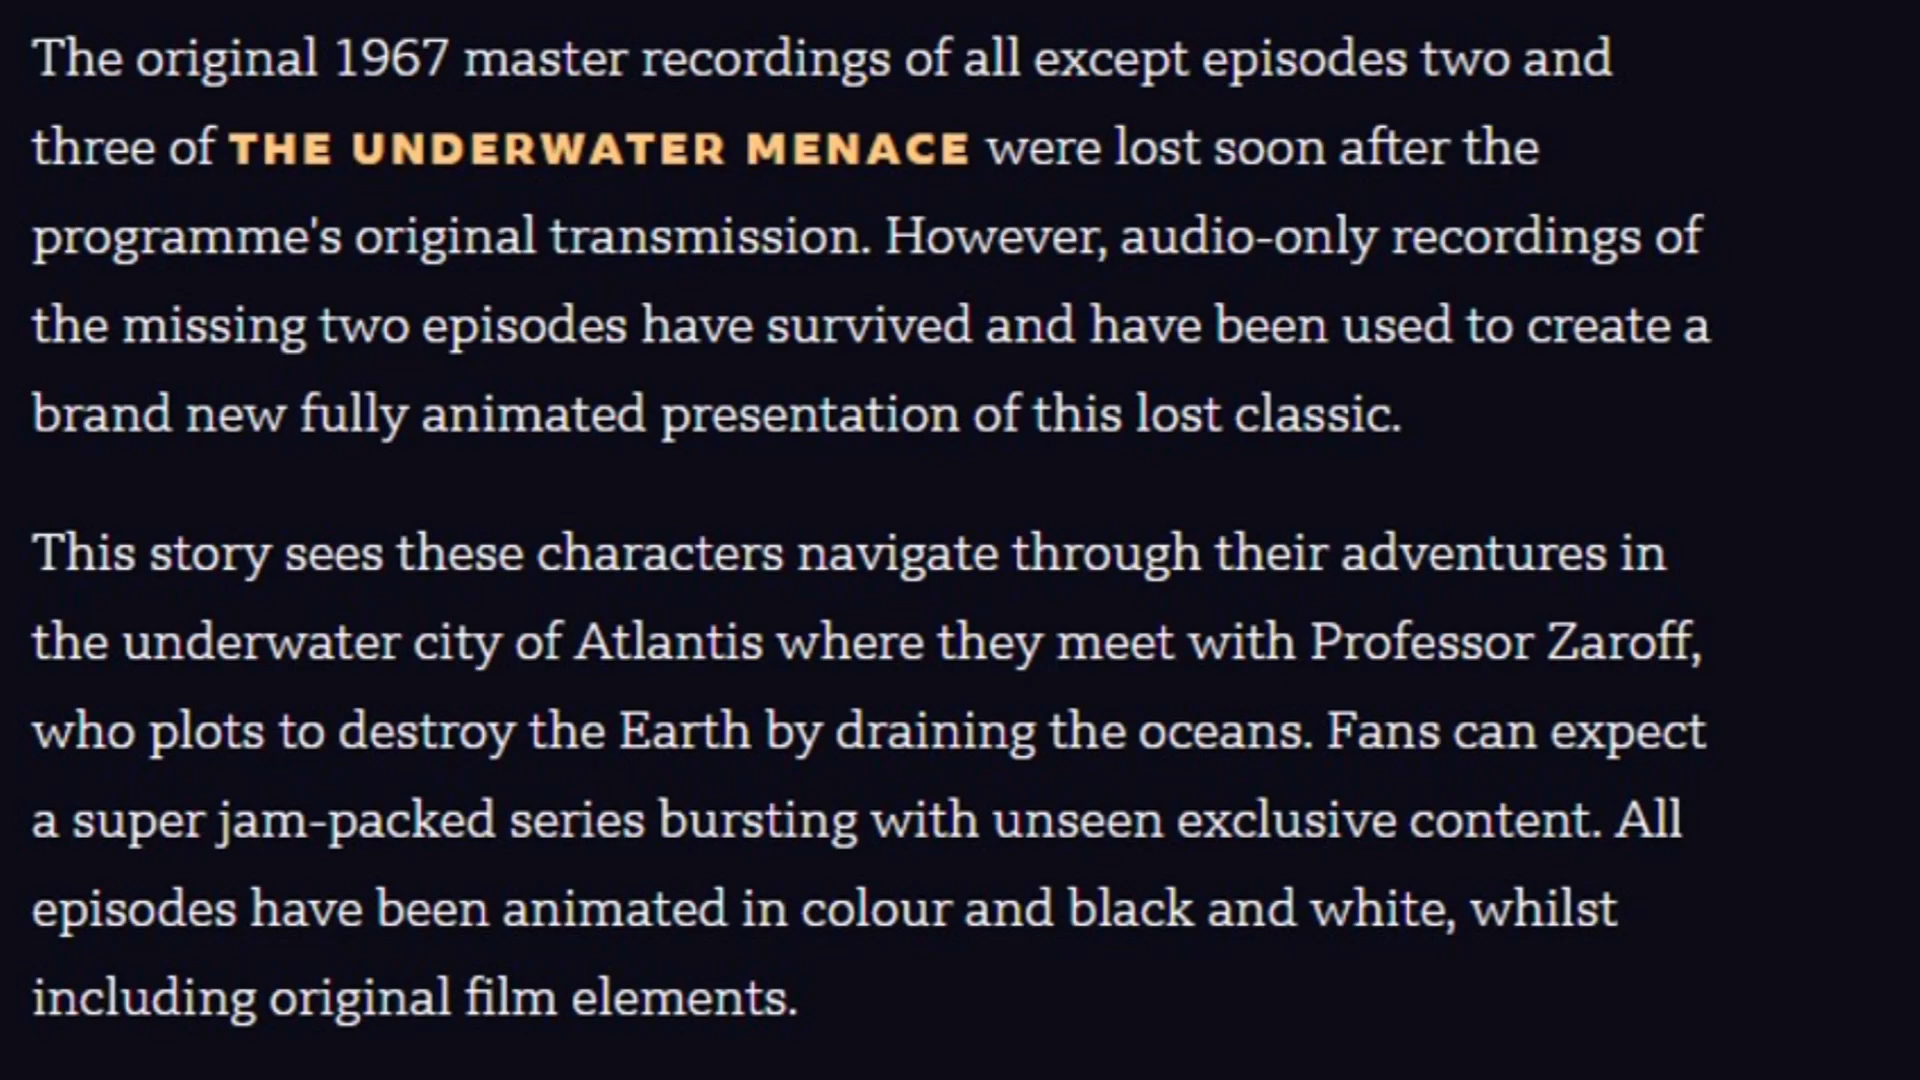 The original 1967 master recordings of all except episodes two and
three of THE UNDERWATER MENACE were lost soon after the
programme's original transmission. However, audio-only recordings of
the missing two episodes have survived and have been used to create a
brand new fully animated presentation of this lost classic.
This story sees these characters navigate through their adventures in
the underwater city of Atlantis where they meet with Professor Zaroff,
who plots to destroy the Earth by draining the oceans. Fans can expect
a super jam-packed series bursting with unseen exclusive content. All
episodes have been animated in colour and black and white, whilst
including original film elements.